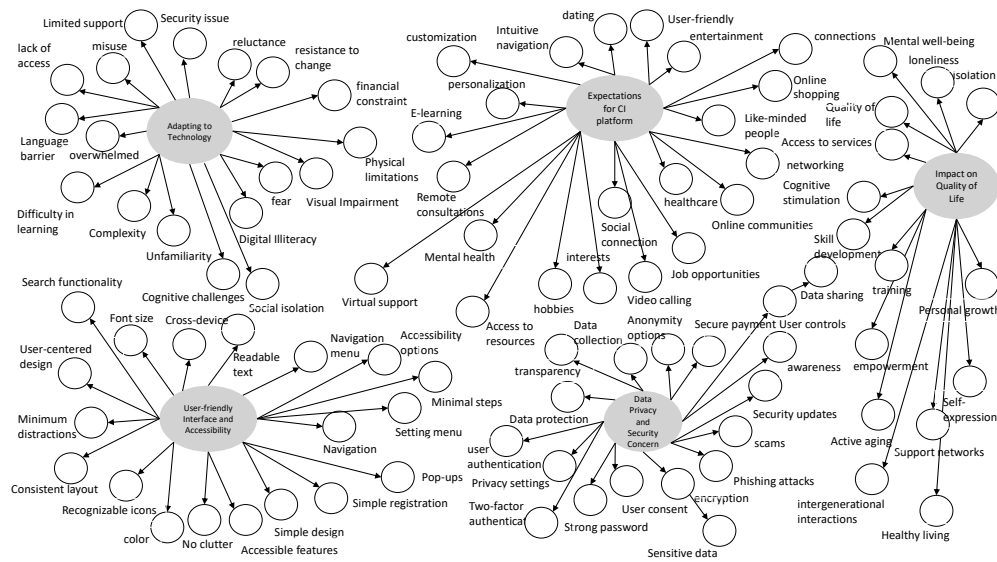 Limited support
Security issue
lack of
access
misuse
reluctance
resistance to
change
financial
constraint
Adapting to
Technology
Language
barrier
overwhelmed
Physical
limitations
fear
Visual Impairment
Difficulty in
learning
Complexity
Digital Illiteracy
Unfamiliarity
Cognitive challenges
Social isolation
dating
User-friendly
customization
Intuitive
navigation
entertainment
connections
personalization
Online
shopping
Expectations
for CI
platform
E-learning
Like-minded
people
networking
Remote
consultations
healthcare
Online communities
Social
connection
Mental health
interests
Job opportunities
Virtual support
hobbies
Video calling
Access to
resources
Mental well-being
loneliness
isolation
Quality of
life
Access to services
Impact on
Quality of
Life
Cognitive
stimulation
Skill
development
training
Personal growth
empowerment
Self-
expression
Active aging
Support networks
intergenerational
interactions
Healthy living
Search functionality
Font size
Cross-device
Readable
text
Navigation
menu
Accessibility
options
User-centered
design
Minimal steps
User-friendly
Interface and
Accessibility
Minimum
distractions
Setting menu
Navigation
Consistent layout
Pop-ups
Recognizable icons
Simple registration
color
No clutter
Simple design
Accessible features
Data
collection
Anonymity
options
Secure payment
User controls
Data sharing
transparency
awareness
Data
Privacy
and
Security
Concern
Data protection
Security updates
user
authentication
scams
Privacy settings
Phishing attacks
Two-factor
authenticat
encryption
User consent
Strong password
Sensitive data